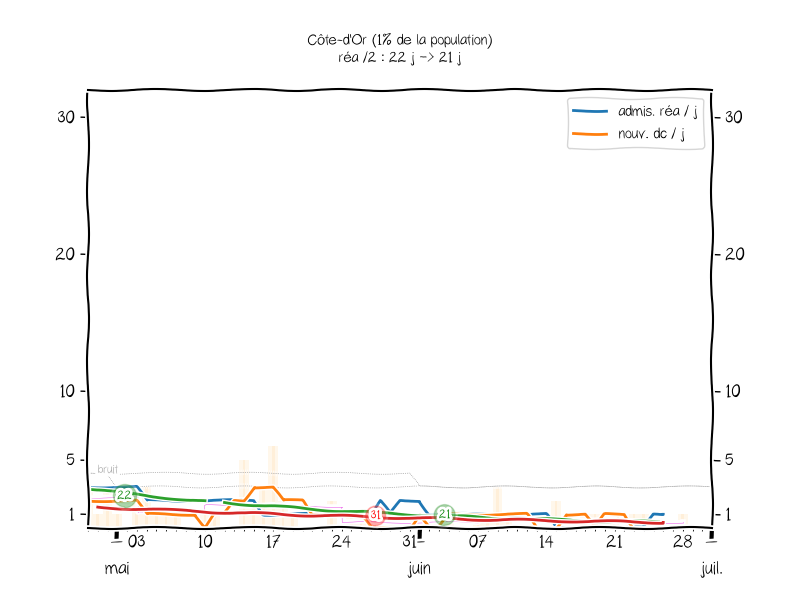 Côte-d'Or (1% de la population)
réa /2 : 22 j -> 21 j
admis. réa / j
nouv. dc / j
30
30
20
20
10
10
5
5
bruit
22
31
21
1
1
03
10
17
24
31
07
14
21
28
mai
juin
juil.